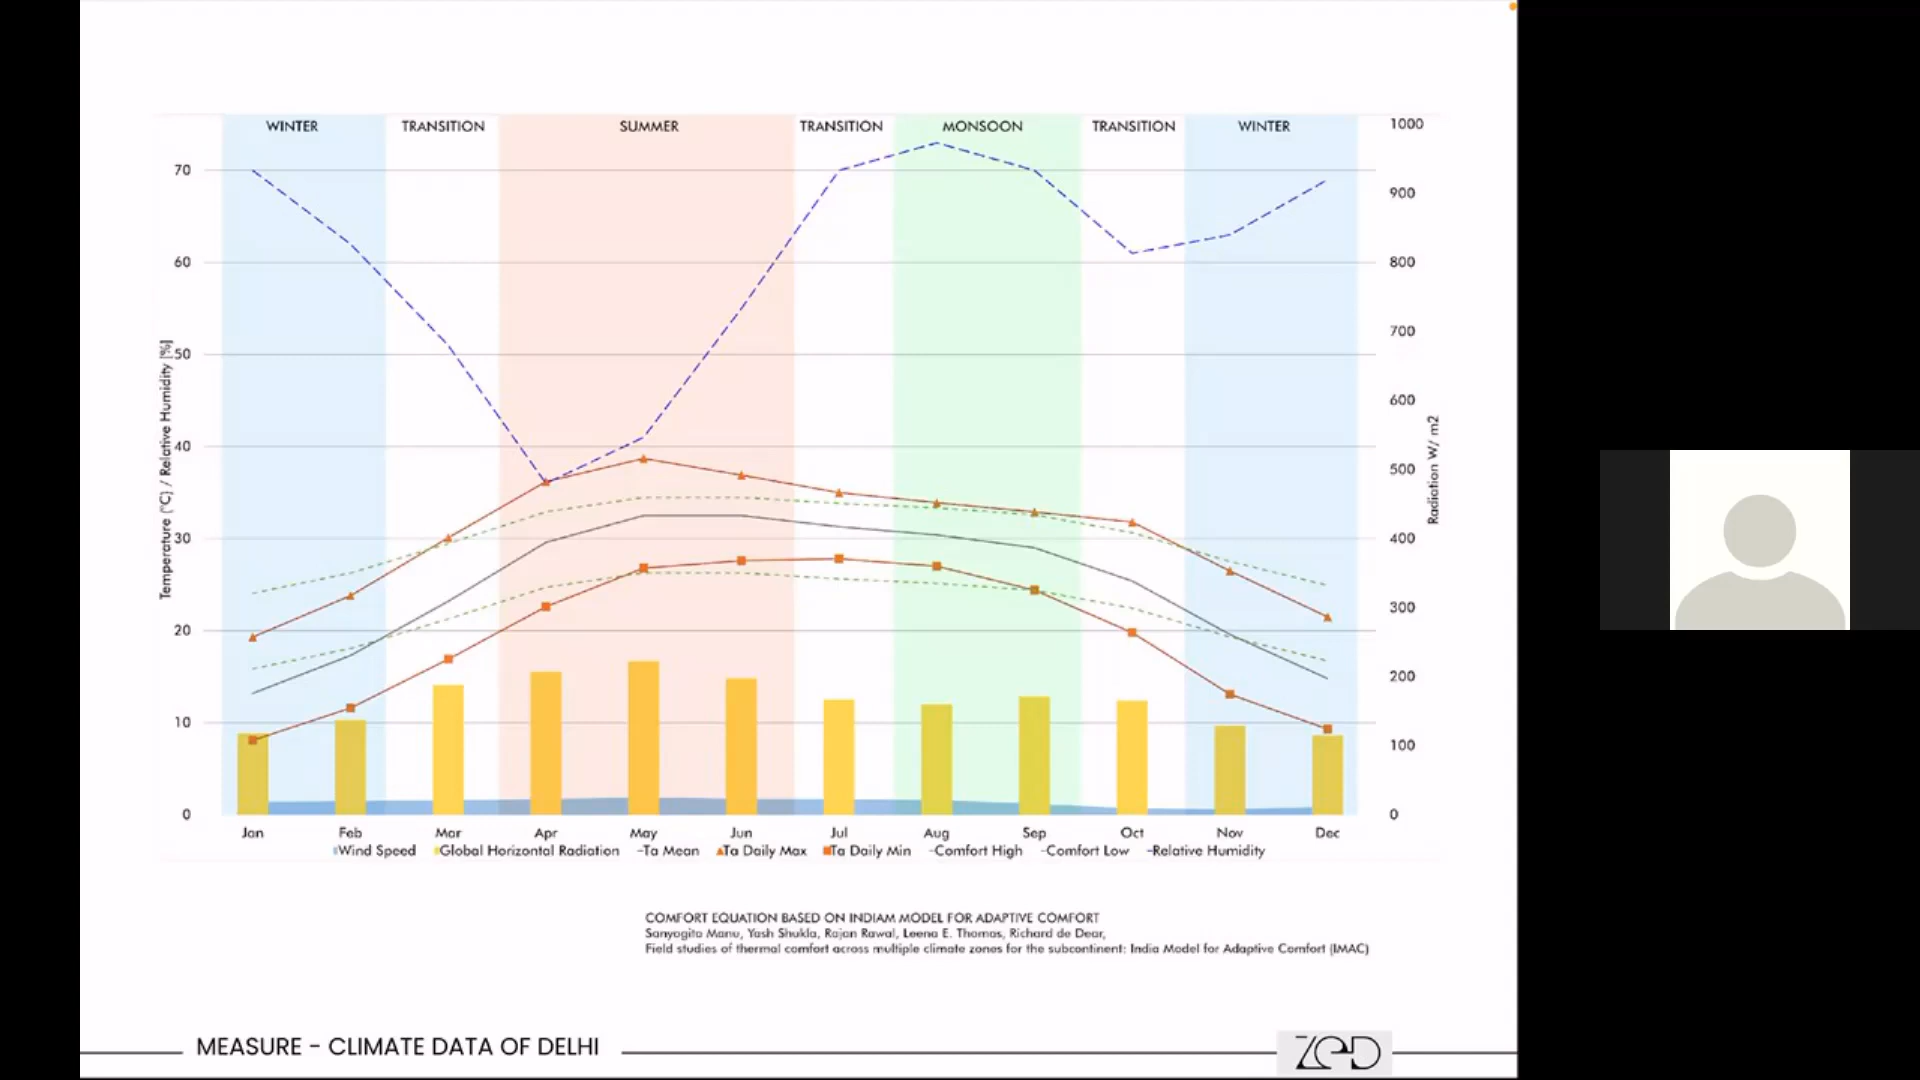 WINTER TRANSITION SUMMER TRANSITION MONSOON TRANSITION WINTER
1000
70
900
60
800
700
50
600
40
500
30
400
300
20
200
10
100
0
0
Temperature (°C) / Relative Humidity [%]
Radiation W/ m2
Jan Feb Mar Apr May Jun Jul Aug Sep Oct Nov Dec
Wind Speed Global Horizontal Radiation Ta Mean Ta Daily Max Ta Daily Min Comfort High Comfort Low Relative Humidity
COMFORT EQUATION BASED ON INDIAM MODEL FOR ADAPTIVE COMFORT
Sanyogita Manu, Yash Shukla, Rajan Rawal, Leena E. Thomas, Richard de Dear,
Field studies of thermal comfort across multiple climate zones for the subcontinent: India Model for Adaptive Comfort (IMAC)
MEASURE - CLIMATE DATA OF DELHI
ZED